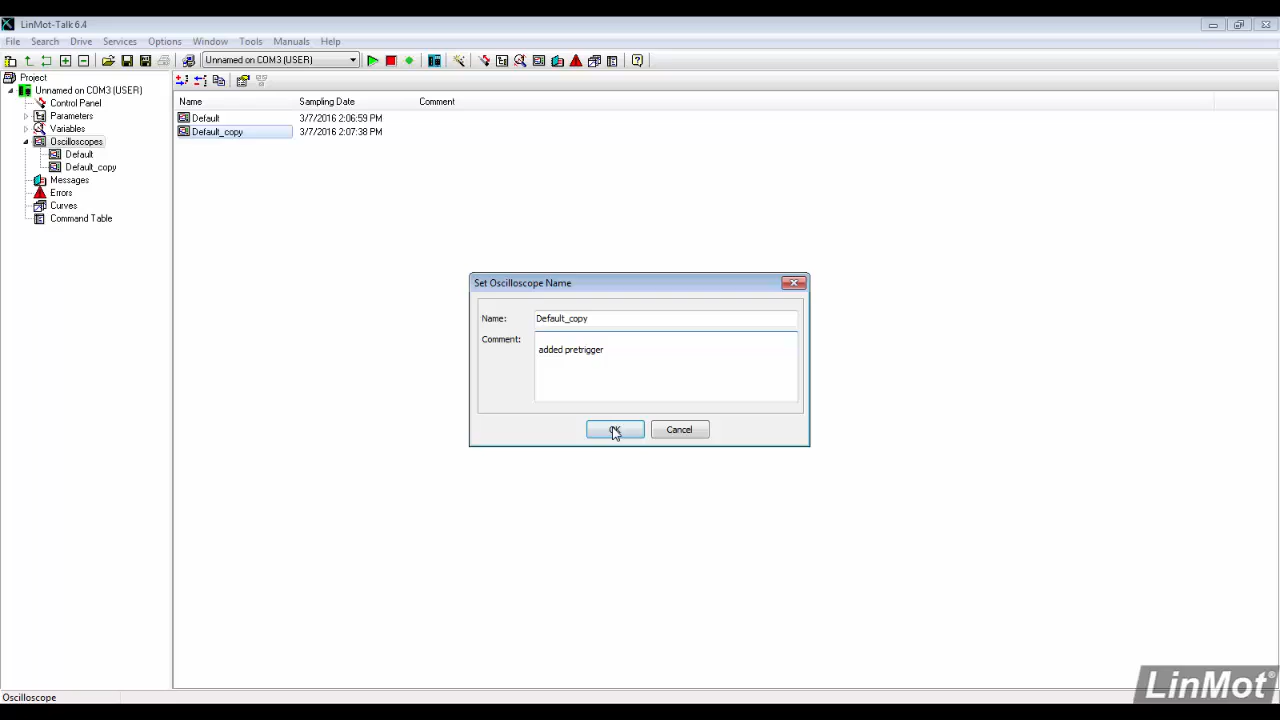 LinMot-Talk 6.4
File Search Drive Services Options Window Tools Manuals Help
Unnamed on COM3 (USER)
Project
Unnamed on COM3 (USER)
Control Panel
Parameters
Variables
Oscilloscopes
Default
Default_copy
Messages
Errors
Curves
Command Table
Name Sampling Date Comment
Default 3/7/2016 2:06:59 PM
Default_copy 3/7/2016 2:07:38 PM
Set Oscilloscope Name
Name: Default_copy
Comment:
added pretrigger
OK Cancel
Oscilloscope
LinMot®